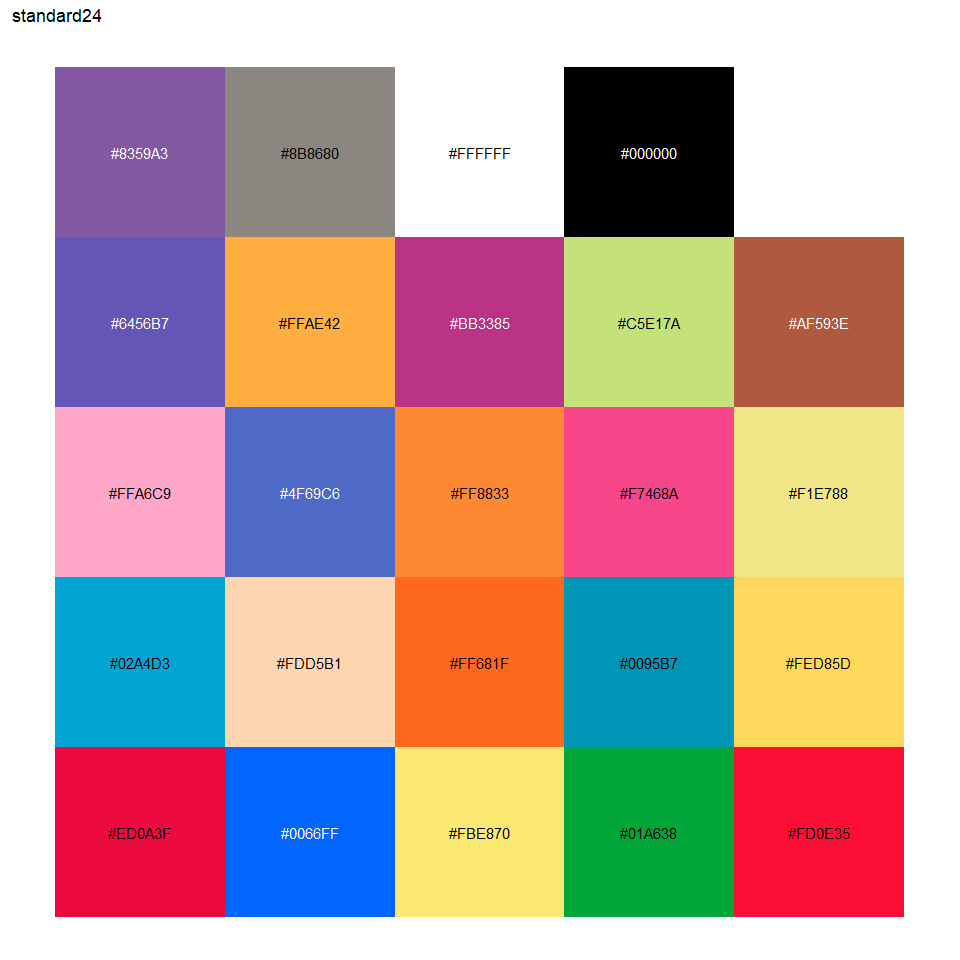 standard24
#8359A3
#8B8680
#FFFFFF
#000000
#6456B7
#FFAE42
#BB3385
#C5E17A
#AF593E
#FFA6C9
#4F69C6
#FF8833
#F7468A
#F1E788
#02A4D3
#FDD5B1
#FF681F
#0095B7
#FED85D
#ED0A3F
#0066FF
#FBE870
#01A638
#FD0E35